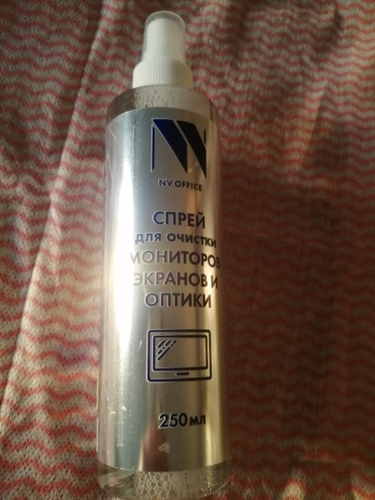 NV OFFICE
СПРЕЙ
ДЛЯ ОЧИСТКИ
МОНИТОРОВ
ЭКРАНОВ И
ОПТИКИ
250мл